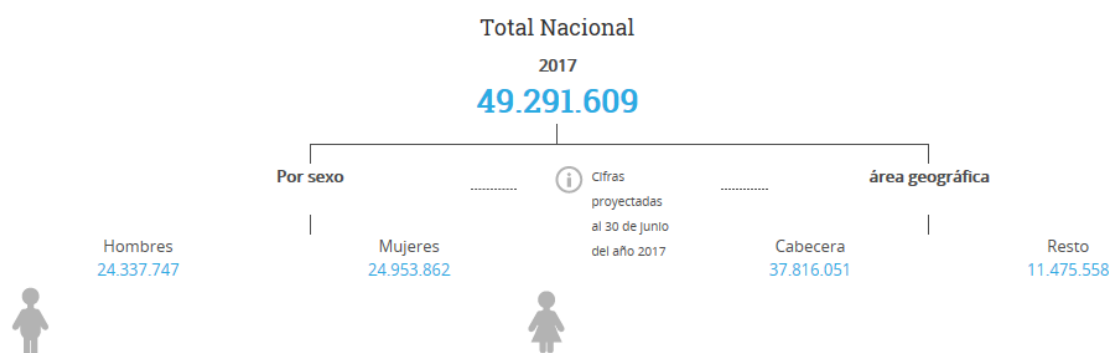 Total Nacional
2017
49.291.609
Por sexo
Cifras
proyectadas
al 30 de junio
del año 2017
área geográfica
Hombres
24.337.747
Mujeres
24.953.862
Cabecera
37.816.051
Resto
11.475.558